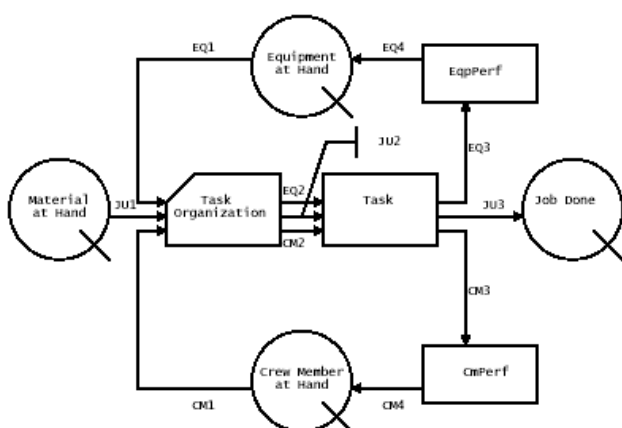 EQ1
Equipment
at Hand
EQ4
EqpPerf
JU2
EQ3
Material
at Hand
JU1
Task
Organization
EQ2
CM2
Task
JU3
Job Done
CM3
Crew Member
at Hand
CM1
CM4
CmPerf